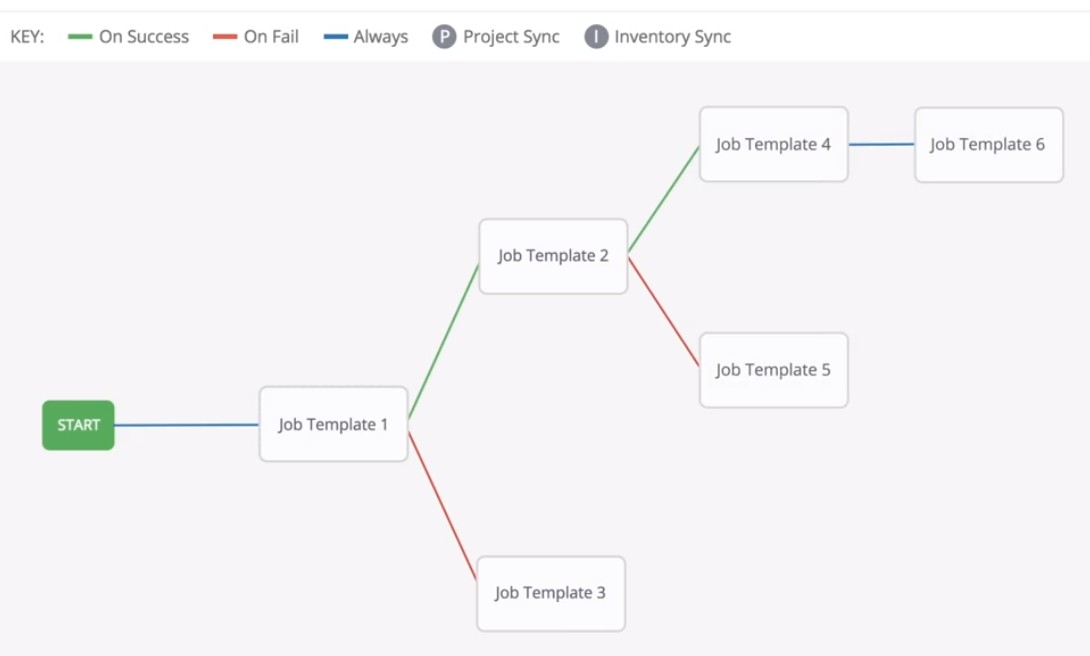 KEY: On Success On Fail Always P Project Sync I Inventory Sync
Job Template 4 Job Template 6
Job Template 2
Job Template 5
START Job Template 1
Job Template 3